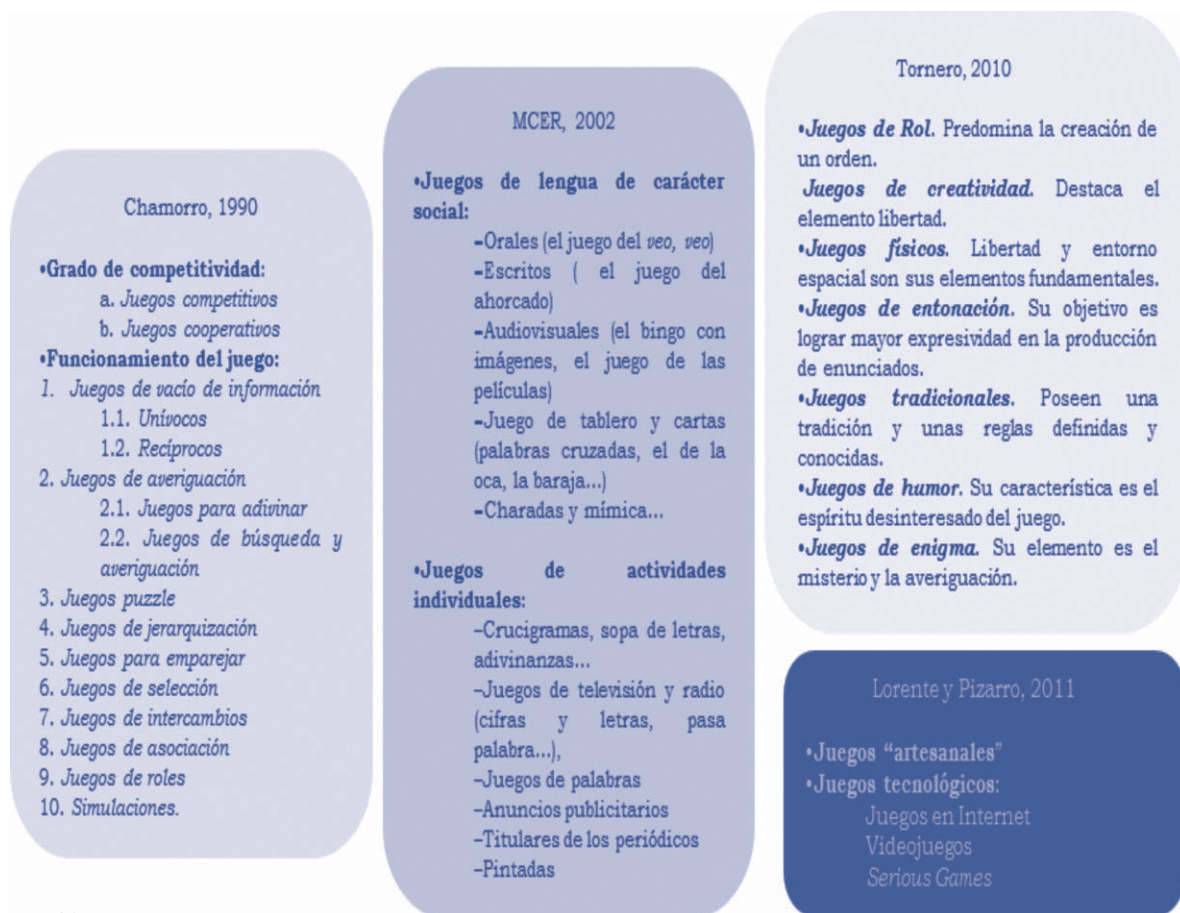 Chamorro, 1990
•Grado de competitividad:
a. Juegos competitivos
b. Juegos cooperativos
•Funcionamiento del juego:
1. Juegos de vacío de información
1.1. Unívocos
1.2. Recíprocos
2. Juegos de averiguación
2.1. Juegos para adivinar
2.2. Juegos de búsqueda y
averiguación
3. Juegos puzzle
4. Juegos de jerarquización
5. Juegos para emparejar
6. Juegos de selección
7. Juegos de intercambios
8. Juegos de asociación
9. Juegos de roles
10. Simulaciones.
MCER, 2002
•Juegos de lengua de carácter
social:
–Orales (el juego del veo, veo)
–Escritos ( el juego del
ahorcado)
–Audiovisuales (el bingo con
imágenes, el juego de las
películas)
–Juego de tablero y cartas
(palabras cruzadas, el de la
oca, la baraja...)
–Charadas y mímica...
•Juegos de actividades
individuales:
–Crucigramas, sopa de letras,
adivinanzas...
–Juegos de televisión y radio
(cifras y letras, pasa
palabra...),
–Juegos de palabras
–Anuncios publicitarios
–Titulares de los periódicos
–Pintadas
Tornero, 2010
•Juegos de Rol. Predomina la creación de
un orden.
Juegos de creatividad. Destaca el
elemento libertad.
•Juegos físicos. Libertad y entorno
espacial son sus elementos fundamentales.
•Juegos de entonación. Su objetivo es
lograr mayor expresividad en la producción
de enunciados.
•Juegos tradicionales. Poseen una
tradición y unas reglas definidas y
conocidas.
•Juegos de humor. Su característica es el
espíritu desinteresado del juego.
•Juegos de enigma. Su elemento es el
misterio y la averiguación.
Lorente y Pizarro, 2011
•Juegos “artesanales”
•Juegos tecnológicos:
Juegos en Internet
Videojuegos
Serious Games